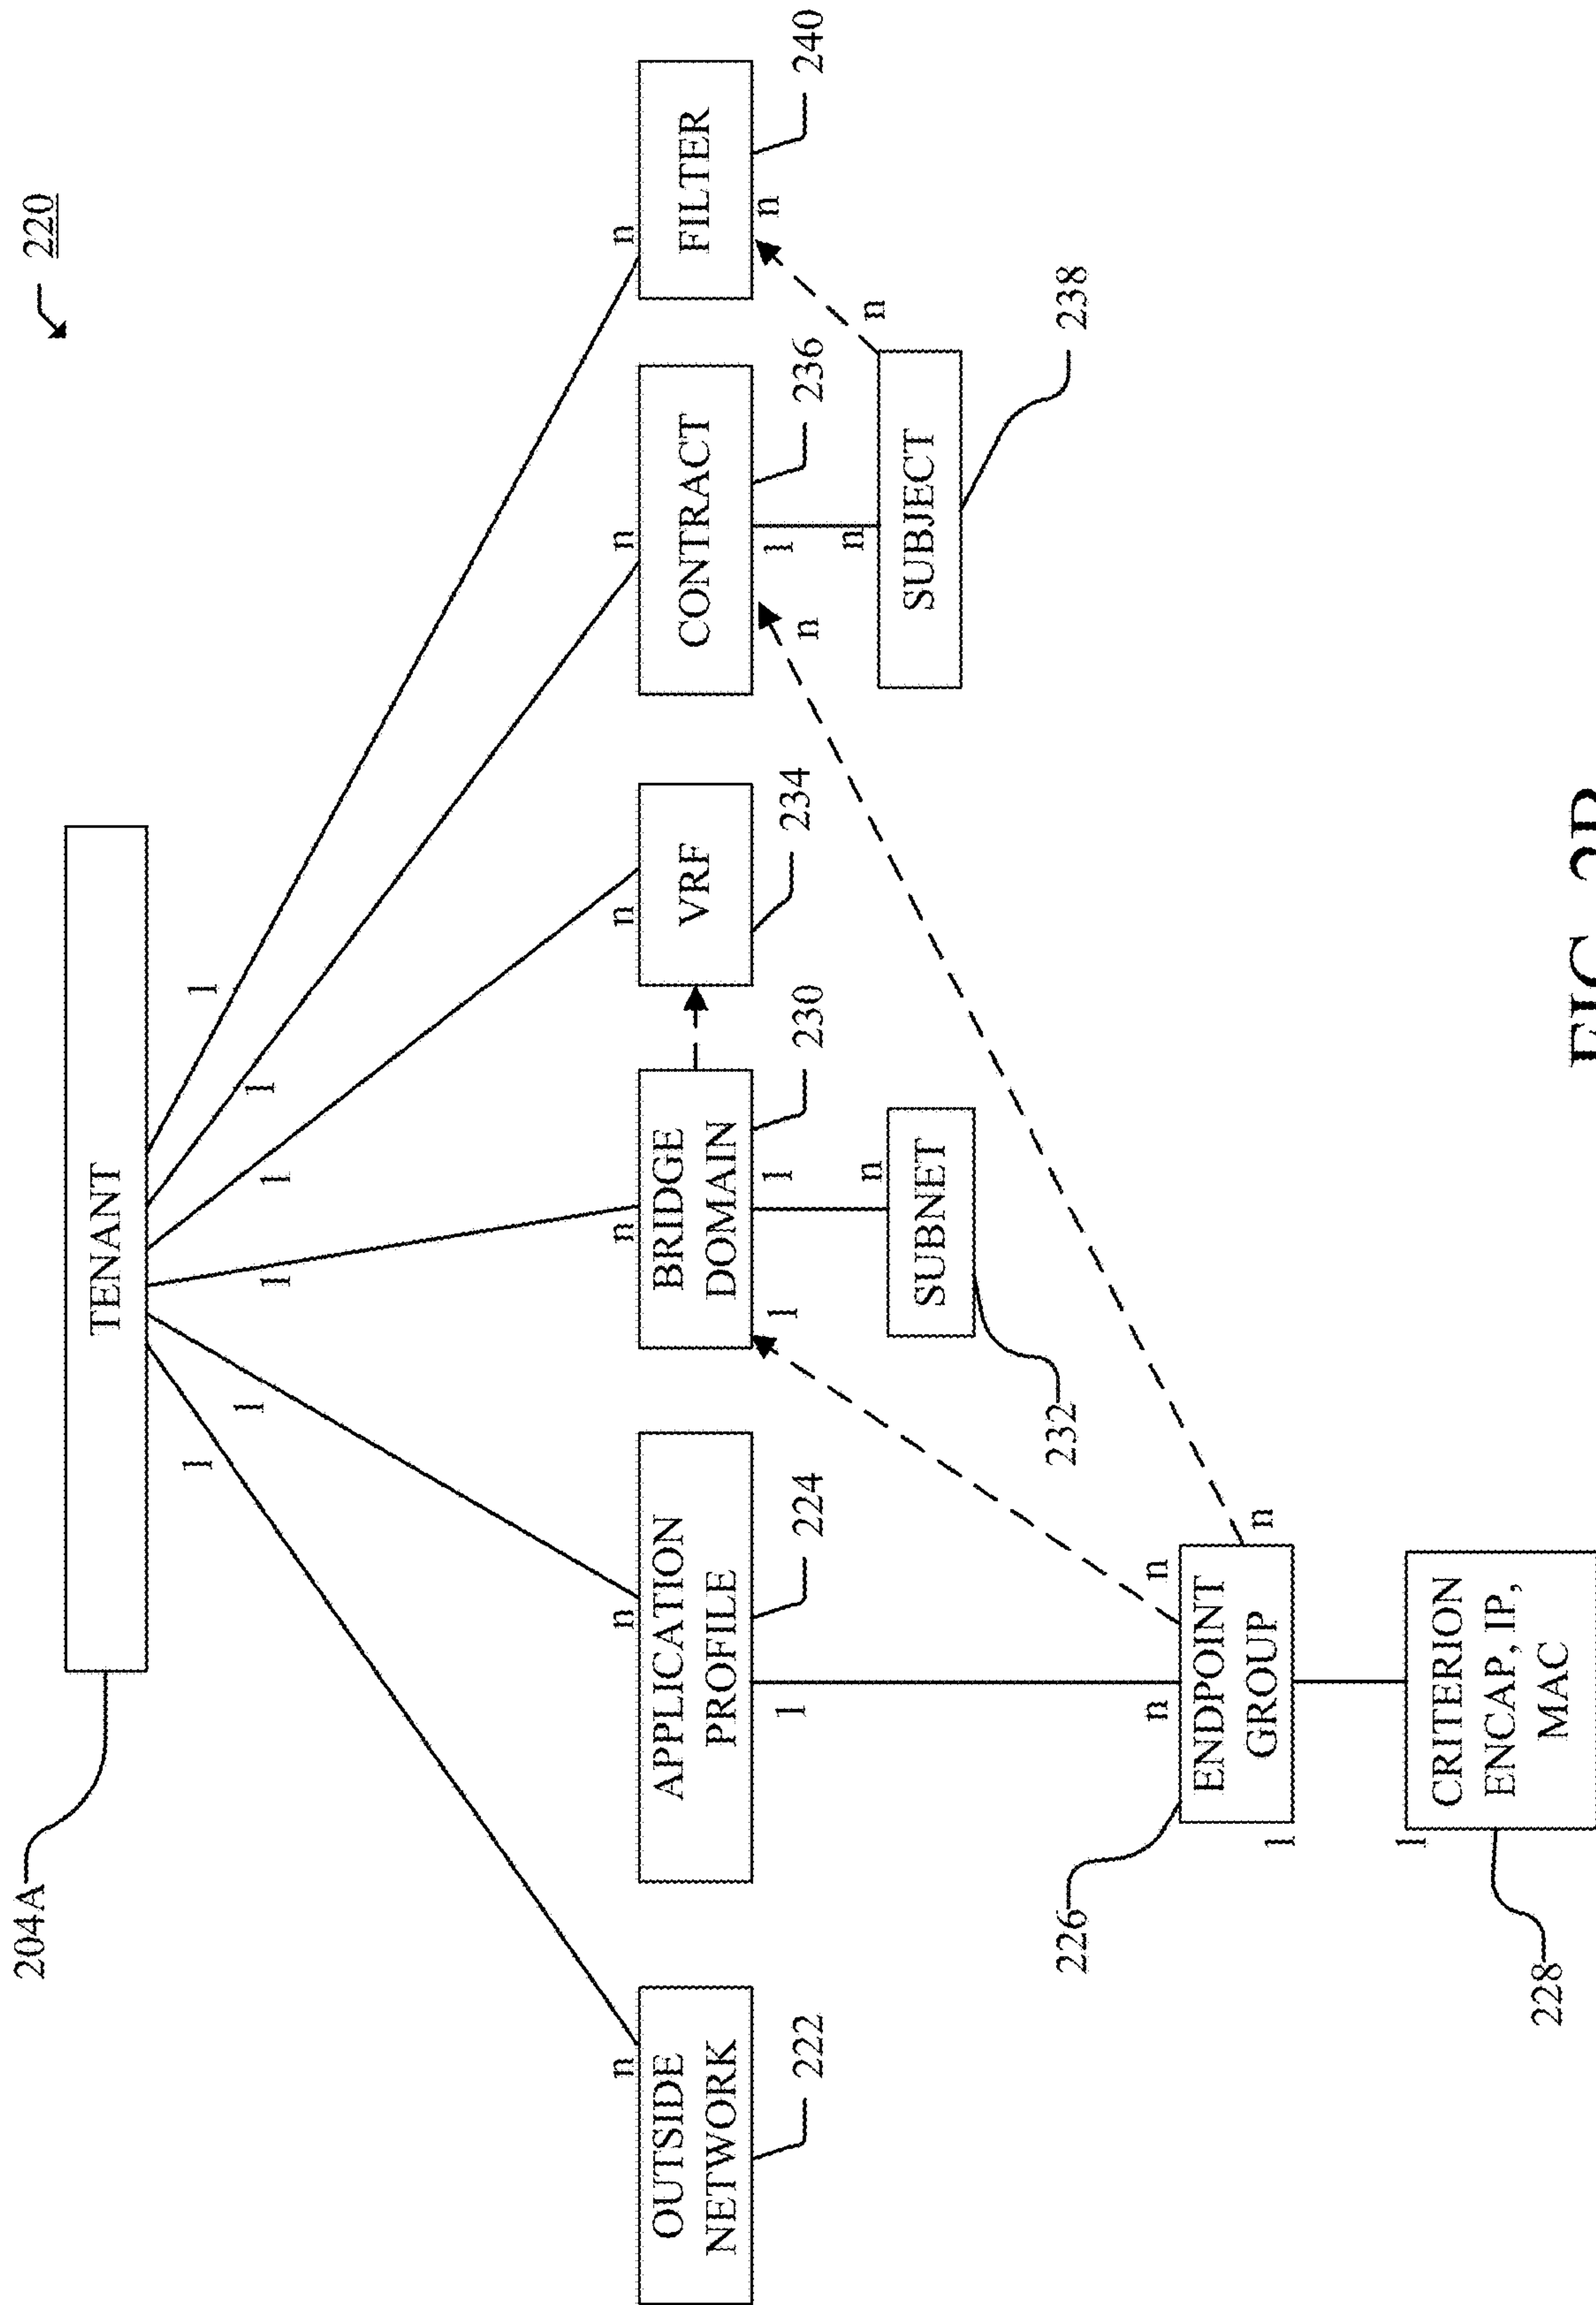 204A
220
TENANT
1
1
1
1
1
1
n
n
n
n
n
n
OUTSIDE
NETWORK
222
APPLICATION
PROFILE
224
1
BRIDGE
DOMAIN
230
1
1
VRF
234
CONTRACT
236
n
1
FILTER
240
n
n
SUBNET
232
n
SUBJECT
238
n
226
n
n
n
ENDPOINT
GROUP
1
1
CRITERION
ENCAP, IP,
MAC
228
FIG